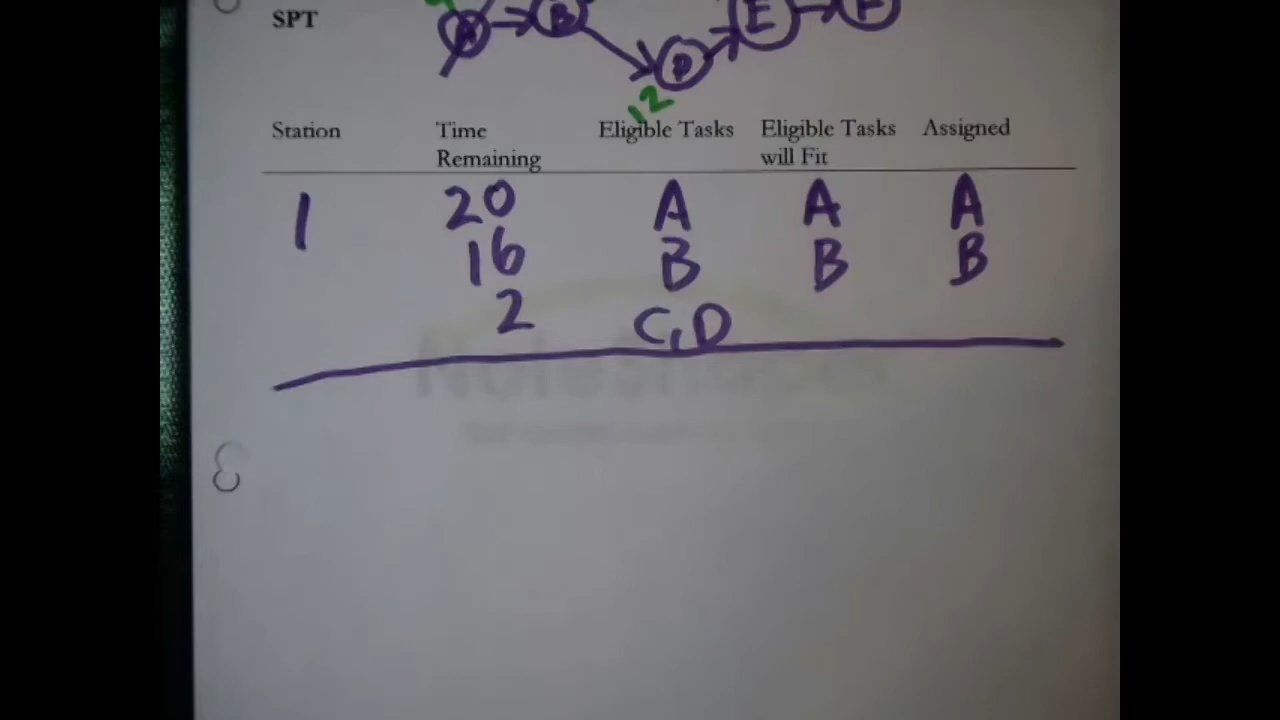 SPT
A B E F
D
12
Station Time Remaining Eligible Tasks Eligible Tasks will Fit Assigned
1 20 A A A
16 B B B
2 C, D